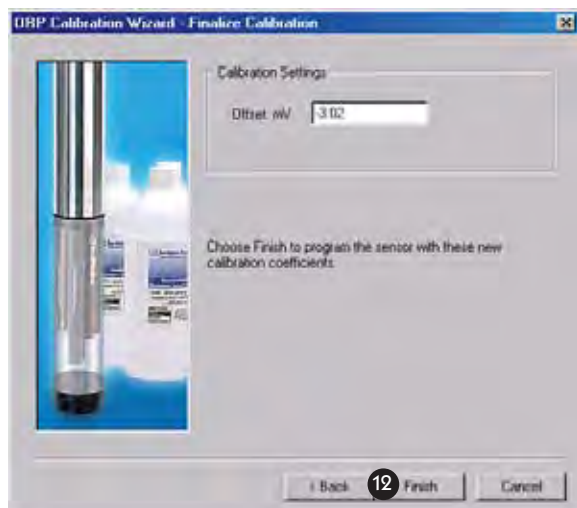 ORP Calibration Wizard - Finalize Calibration
Calibration Settings
Offset mV
-3.02
Choose Finish to program the sensor with these new
calibration coefficients
< Back
12
Finish
Cancel